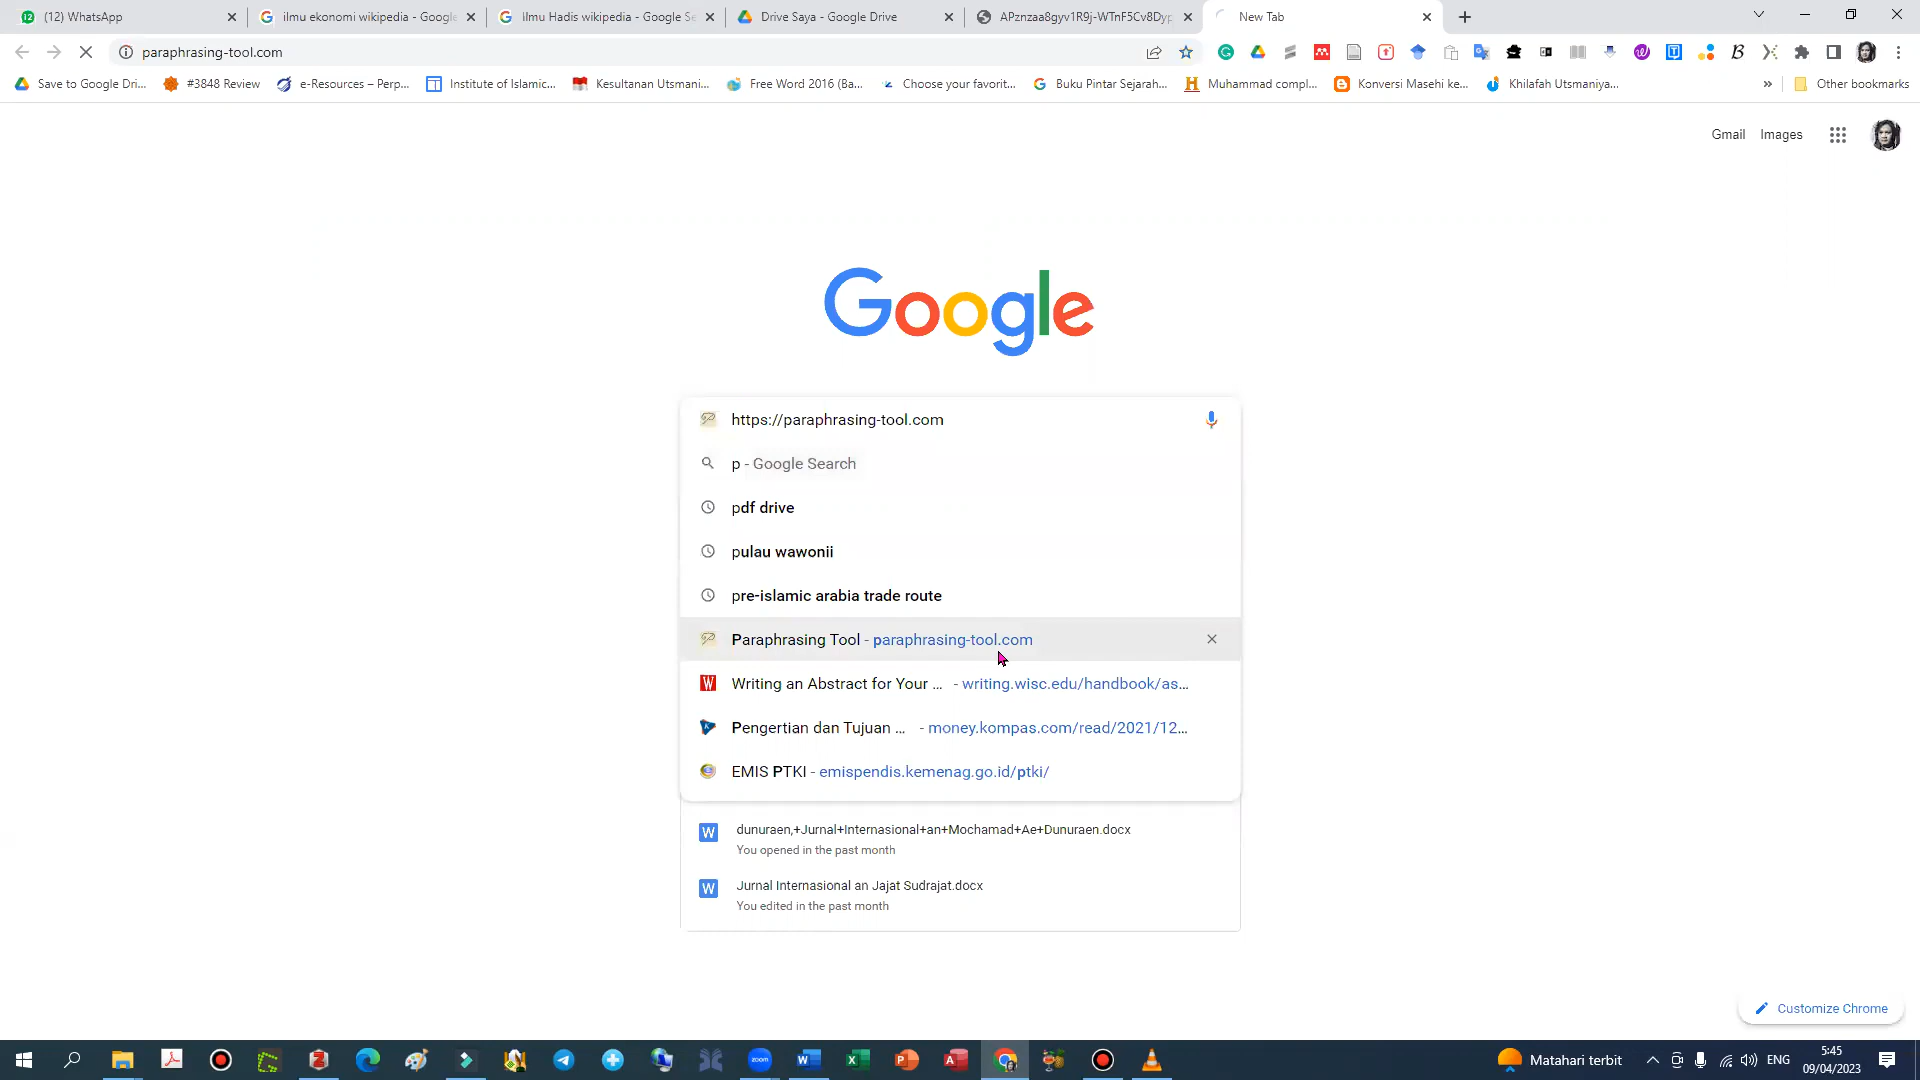 (12) WhatsApp
ilmu ekonomi wikipedia - Google
ilmu Hadis wikipedia - Google Se
Drive Saya - Google Drive
APznzaa8gyv1R9j-WTnF5Cv8Dyp
New Tab
paraphrasing-tool.com
Save to Google Dri...
#3848 Review
e-Resources – Perp...
Institute of Islamic...
Kesultanan Utsmani...
Free Word 2016 (Ba...
Choose your favorit...
Buku Pintar Sejarah...
Muhammad compl...
Konversi Masehi ke...
Khilafah Utsmaniya...
Other bookmarks
Gmail
Images
Google
https://paraphrasing-tool.com
p - Google Search
pdf drive
pulau wawonii
pre-islamic arabia trade route
Paraphrasing Tool - paraphrasing-tool.com
Writing an Abstract for Your ... - writing.wisc.edu/handbook/as...
Pengertian dan Tujuan ... - money.kompas.com/read/2021/12...
EMIS PTKI - emispendis.kemenag.go.id/ptki/
dunuraen,+Jurnal+Internasional+an+Mochamad+Ae+Dunuraen.docx
You opened in the past month
Jurnal Internasional an Jajat Sudrajat.docx
You edited in the past month
Customize Chrome
zoom
Matahari terbit
ENG
5:45
09/04/2023